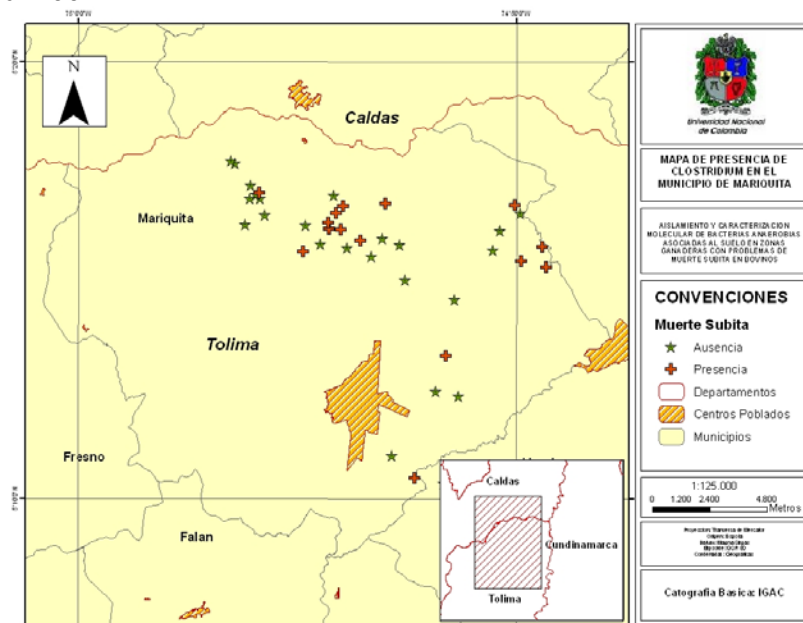 75°0'0"W
N
Caldas
Mariquita
Tolima
Fresno
Falan
Caldas
Cundinamarca
Tolima
Universidad Nacional
de Colombia
MAPA DE PRESENCIA DE
CLOSTRIDIUM EN EL
MUNICIPIO DE MARIQUITA
AISLAMIENTO Y CARACTERIZACION
MOLECULAR DE BACTERIAS ANAEROBIAS
ASOCIADAS AL SUELO EN ZONAS
GANADERAS CON PROBLEMAS DE
MUERTE SUBITA EN BOVINOS
CONVENCIONES
Muerte Subita
Ausencia
Presencia
Departamentos
Centros Poblados
Municipios
1:125.000
0 1.200 2.400 4.800
Metros
Catografia Basica: IGAC